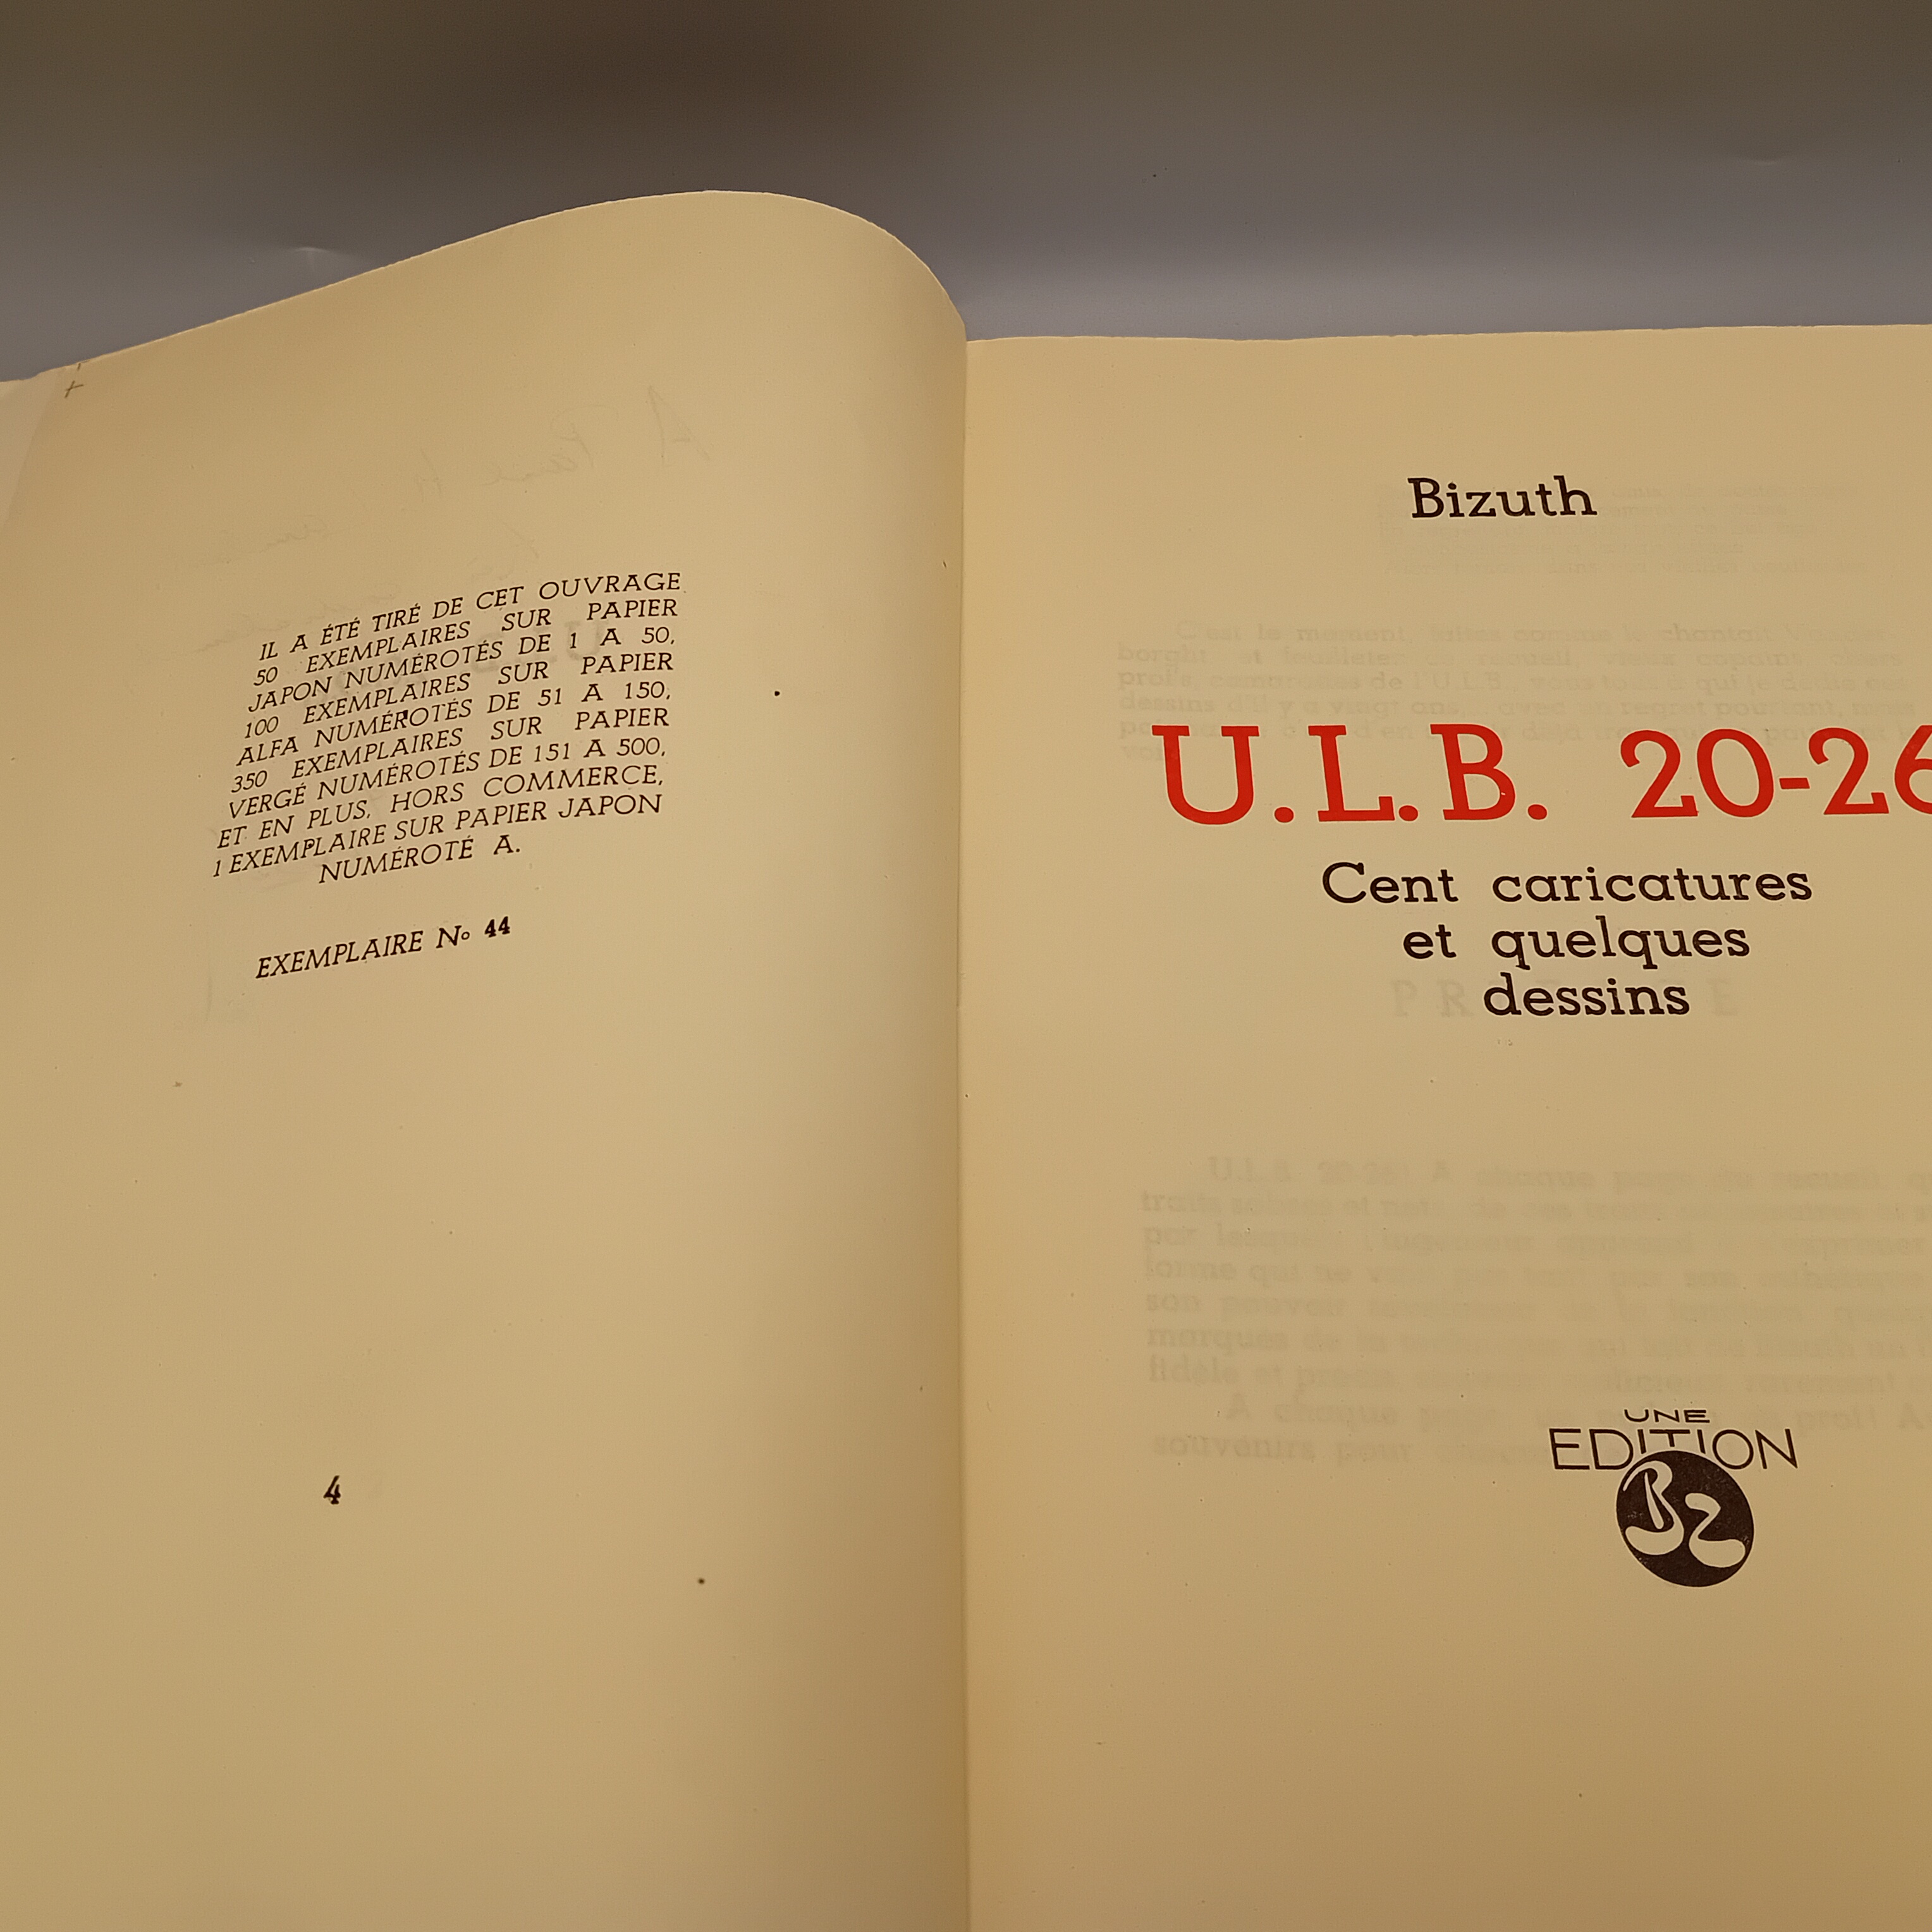 IL A ÉTÉ TIRÉ DE CET OUVRAGE
50 EXEMPLAIRES SUR PAPIER
JAPON NUMÉROTÉS DE 1 A 50,
100 EXEMPLAIRES SUR PAPIER
ALFA NUMÉROTÉS DE 51 A 150,
350 EXEMPLAIRES SUR PAPIER
VERGÉ NUMÉROTÉS DE 151 A 500,
ET EN PLUS, HORS COMMERCE,
1 EXEMPLAIRE SUR PAPIER JAPON
NUMÉROTÉ A.
EXEMPLAIRE No 44
4
Bizuth
U.L.B. 20-26
Cent caricatures
et quelques
dessins
UNE
EDITION
BZ